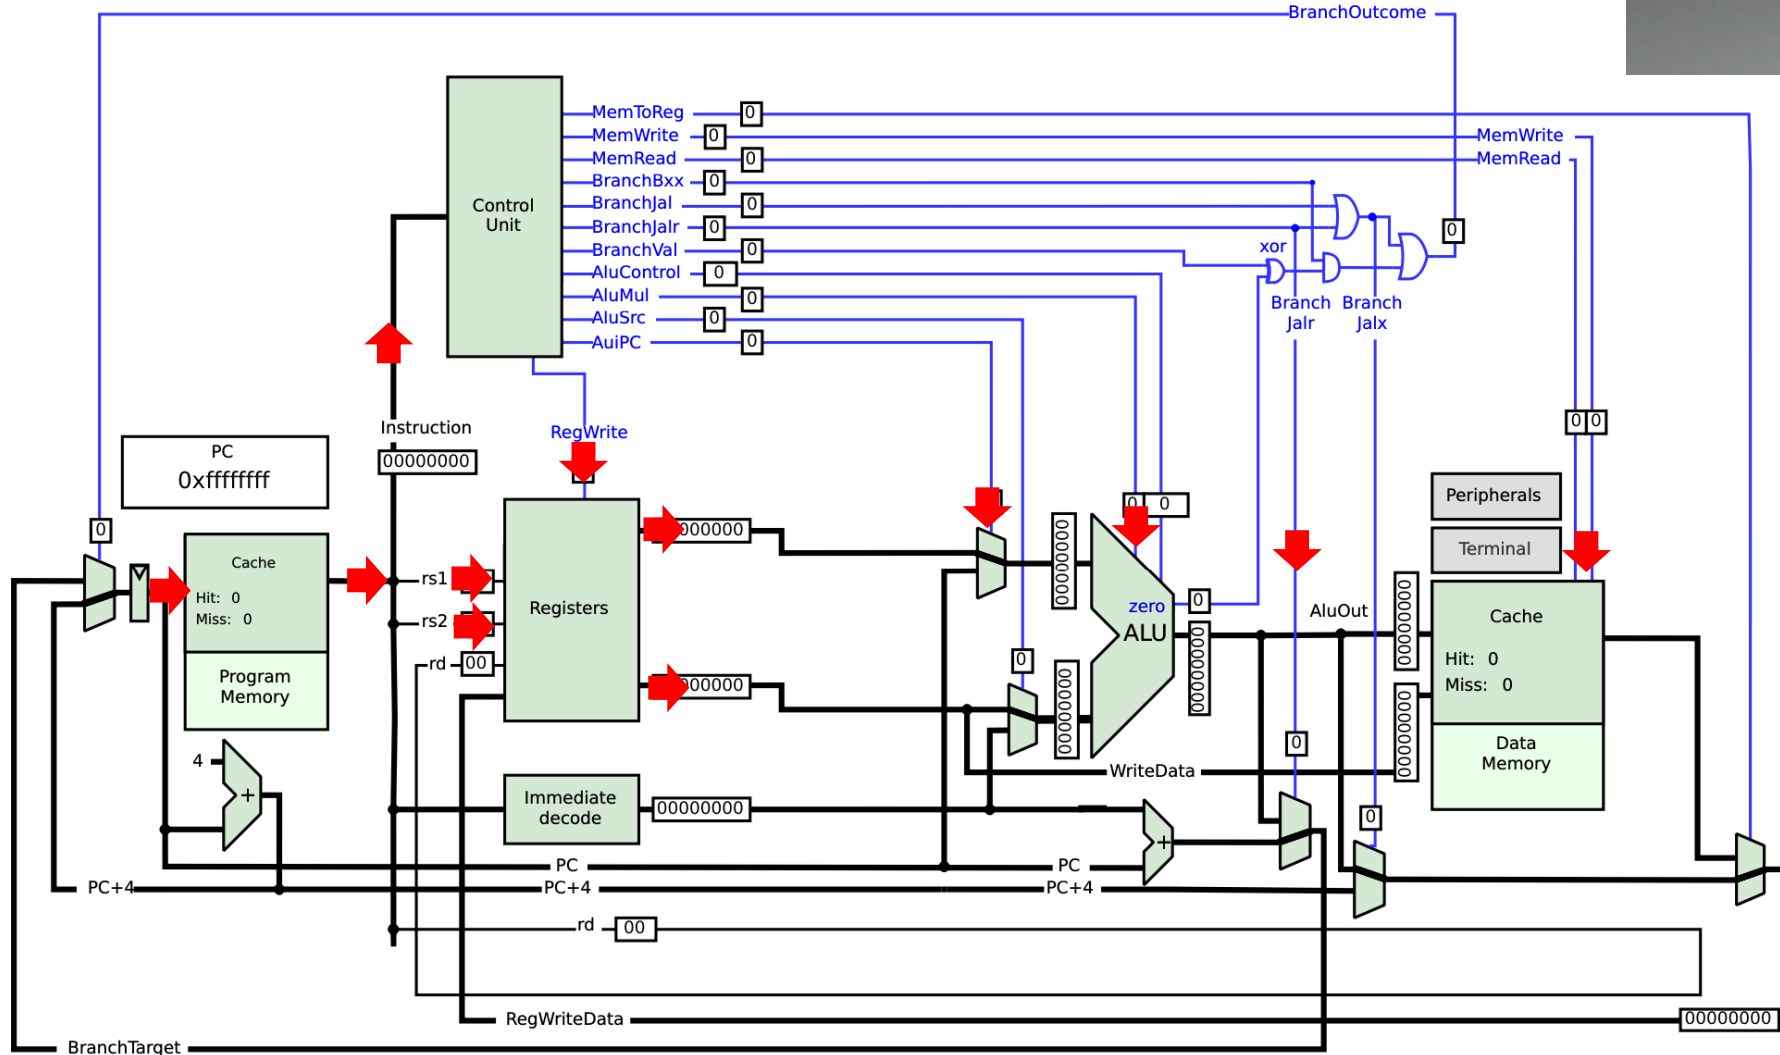 BranchOutcome
MemToReg 0
MemWrite 0 MemWrite
MemRead 0 MemRead
BranchBxx 0
BranchJal 0
BranchJalr 0
BranchVal 0
AluControl 0
AluMul 0
AluSrc 0
AuiPC 0
Control
Unit
xor
0
Branch
Jalr
Branch
Jalx
Instruction
00000000
RegWrite
PC
0xffffffff
0
0 0
0 0
Peripherals
Terminal
Cache
Hit: 0
Miss: 0
Program
Memory
rs1
rs2
rd 00
Registers
000000
00000
zero 0
ALU
00000000
00000000
00000000
AluOut
00000000
00000000
Cache
Hit: 0
Miss: 0
Data
Memory
0
0
0
4
+
Immediate
decode
00000000
WriteData
+
PC PC
PC+4 PC+4 PC+4
rd 00
RegWriteData 00000000
BranchTarget